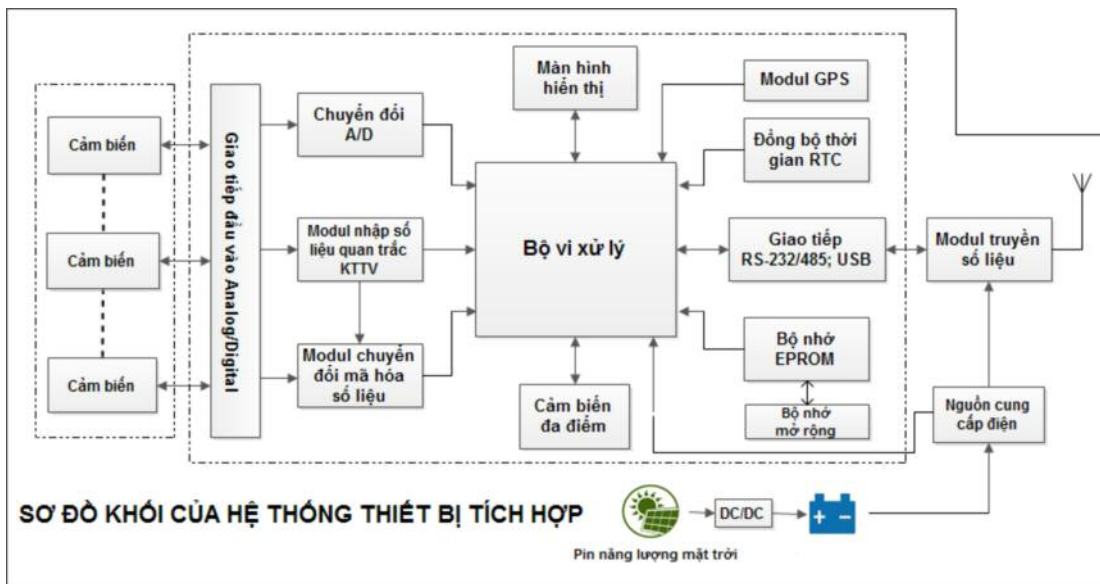 Màn hình
hiển thị
Modul GPS
Cảm biến
Giao tiếp đầu vào Analog/Digital
Chuyển đổi
A/D
Đồng bộ thời
gian RTC
Cảm biến
Modul nhập số
liệu quan trắc
KTTV
Bộ vi xử lý
Giao tiếp
RS-232/485; USB
Modul truyền
số liệu
Cảm biến
Modul chuyển
đổi mã hóa
số liệu
Cảm biến
đa điểm
Bộ nhớ
EPROM
Bộ nhớ
mở rộng
Nguồn cung
cấp điện
SƠ ĐỒ KHỐI CỦA HỆ THỐNG THIẾT BỊ TÍCH HỢP
DC/DC
Pin năng lượng mặt trời